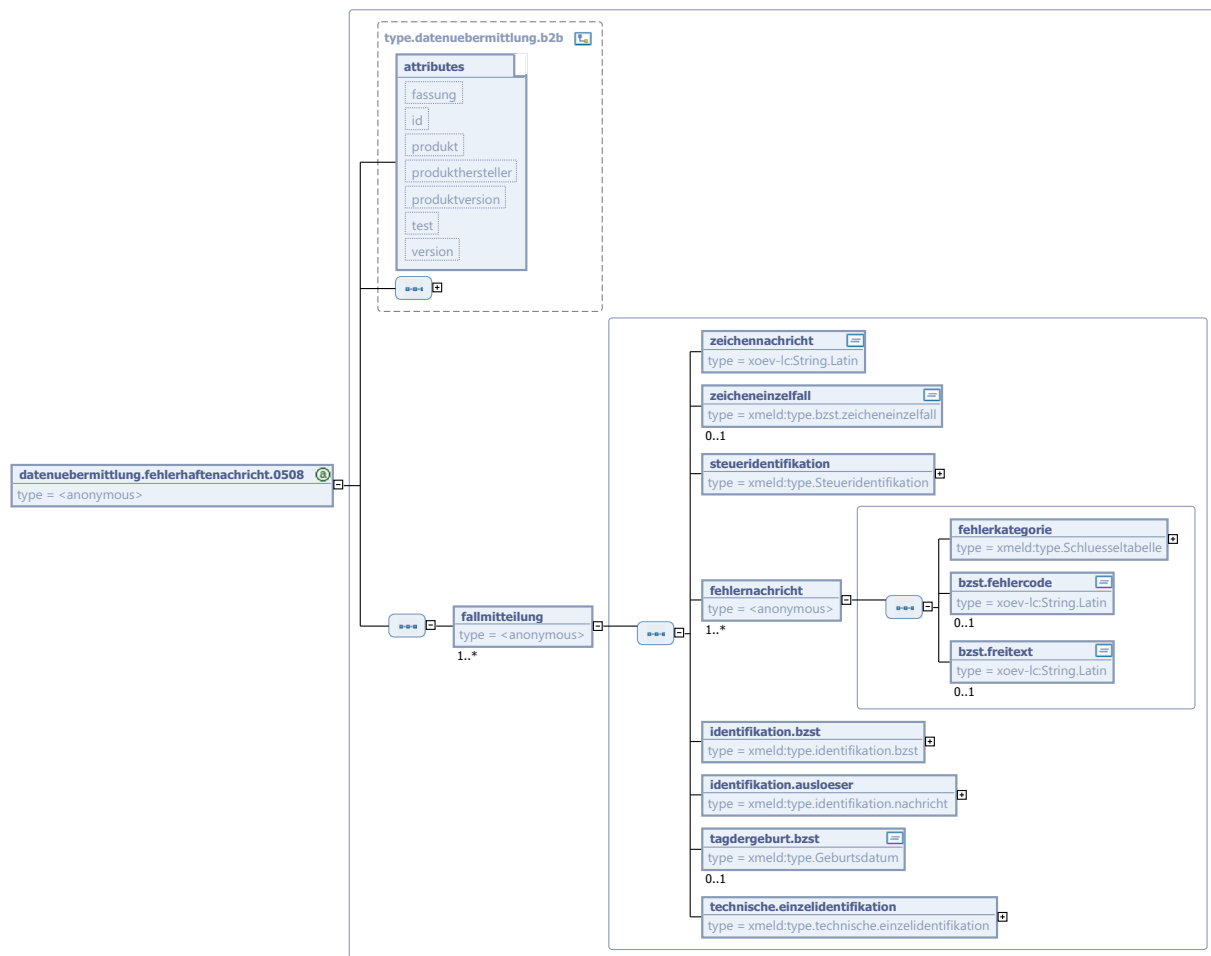 type.datenuebermittlung.b2b
attributes
fassung
id
produkt
produkthersteller
produktversion
test
version
datenuebermittlung.fehlerhaftenachricht.0508
type = <anonymous>
fallmitteilung
type = <anonymous>
1..*
zeichennachricht
type = xoev-lc:String.Latin
zeicheneinzelfall
type = xmeld:type.bzst.zeicheneinzelfall
0..1
steueridentifikation
type = xmeld:type.Steueridentifikation
fehlernachricht
type = <anonymous>
1..*
fehlerkategorie
type = xmeld:type.Schluesseltabelle
bzst.fehlercode
type = xoev-lc:String.Latin
0..1
bzst.freitext
type = xoev-lc:String.Latin
0..1
identifikation.bzst
type = xmeld:type.identifikation.bzst
identifikation.ausloeser
type = xmeld:type.identifikation.nachricht
tagdergeburt.bzst
type = xmeld:type.Geburtsdatum
0..1
technische.einzelidentifikation
type = xmeld:type.technische.einzelidentifikation